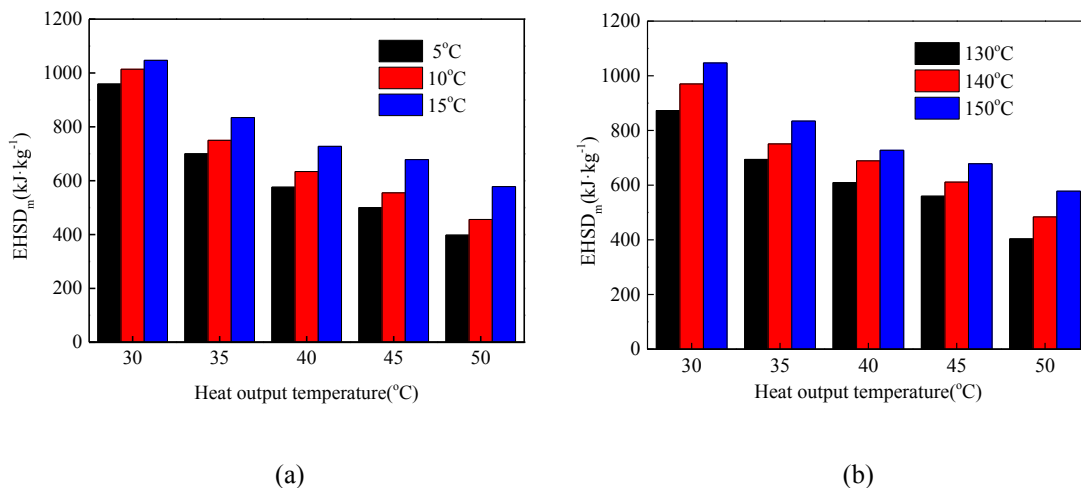 1200
1000
800
600
400
200
0
EHSDₘ(kJ·kg⁻¹)
5°C
10°C
15°C
30 35 40 45 50
Heat output temperature(°C)
(a)
1200
1000
800
600
400
200
0
EHSDₘ(kJ·kg⁻¹)
130°C
140°C
150°C
30 35 40 45 50
Heat output temperature(°C)
(b)